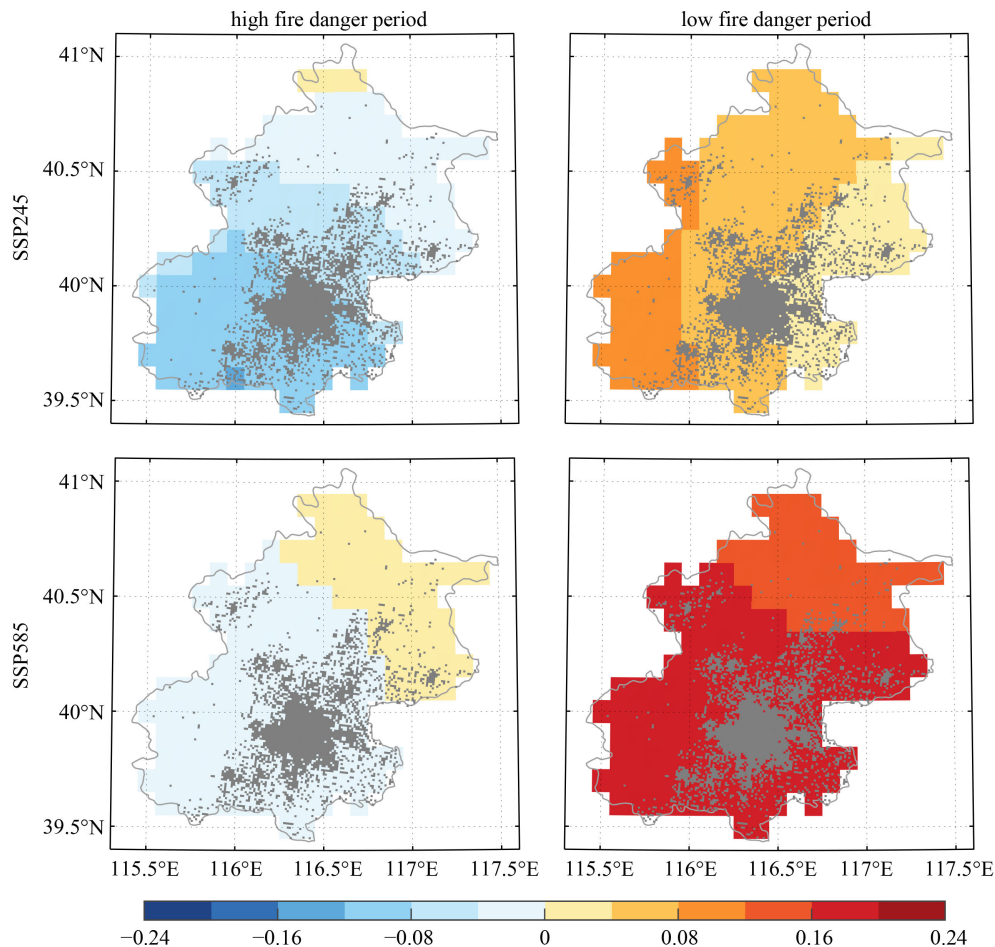 high fire danger period
low fire danger period
SSP245
41°N
40.5°N
40°N
39.5°N
SSP585
41°N
40.5°N
40°N
39.5°N
115.5°E 116°E 116.5°E 117°E 117.5°E
115.5°E 116°E 116.5°E 117°E 117.5°E
−0.24 −0.16 −0.08 0 0.08 0.16 0.24